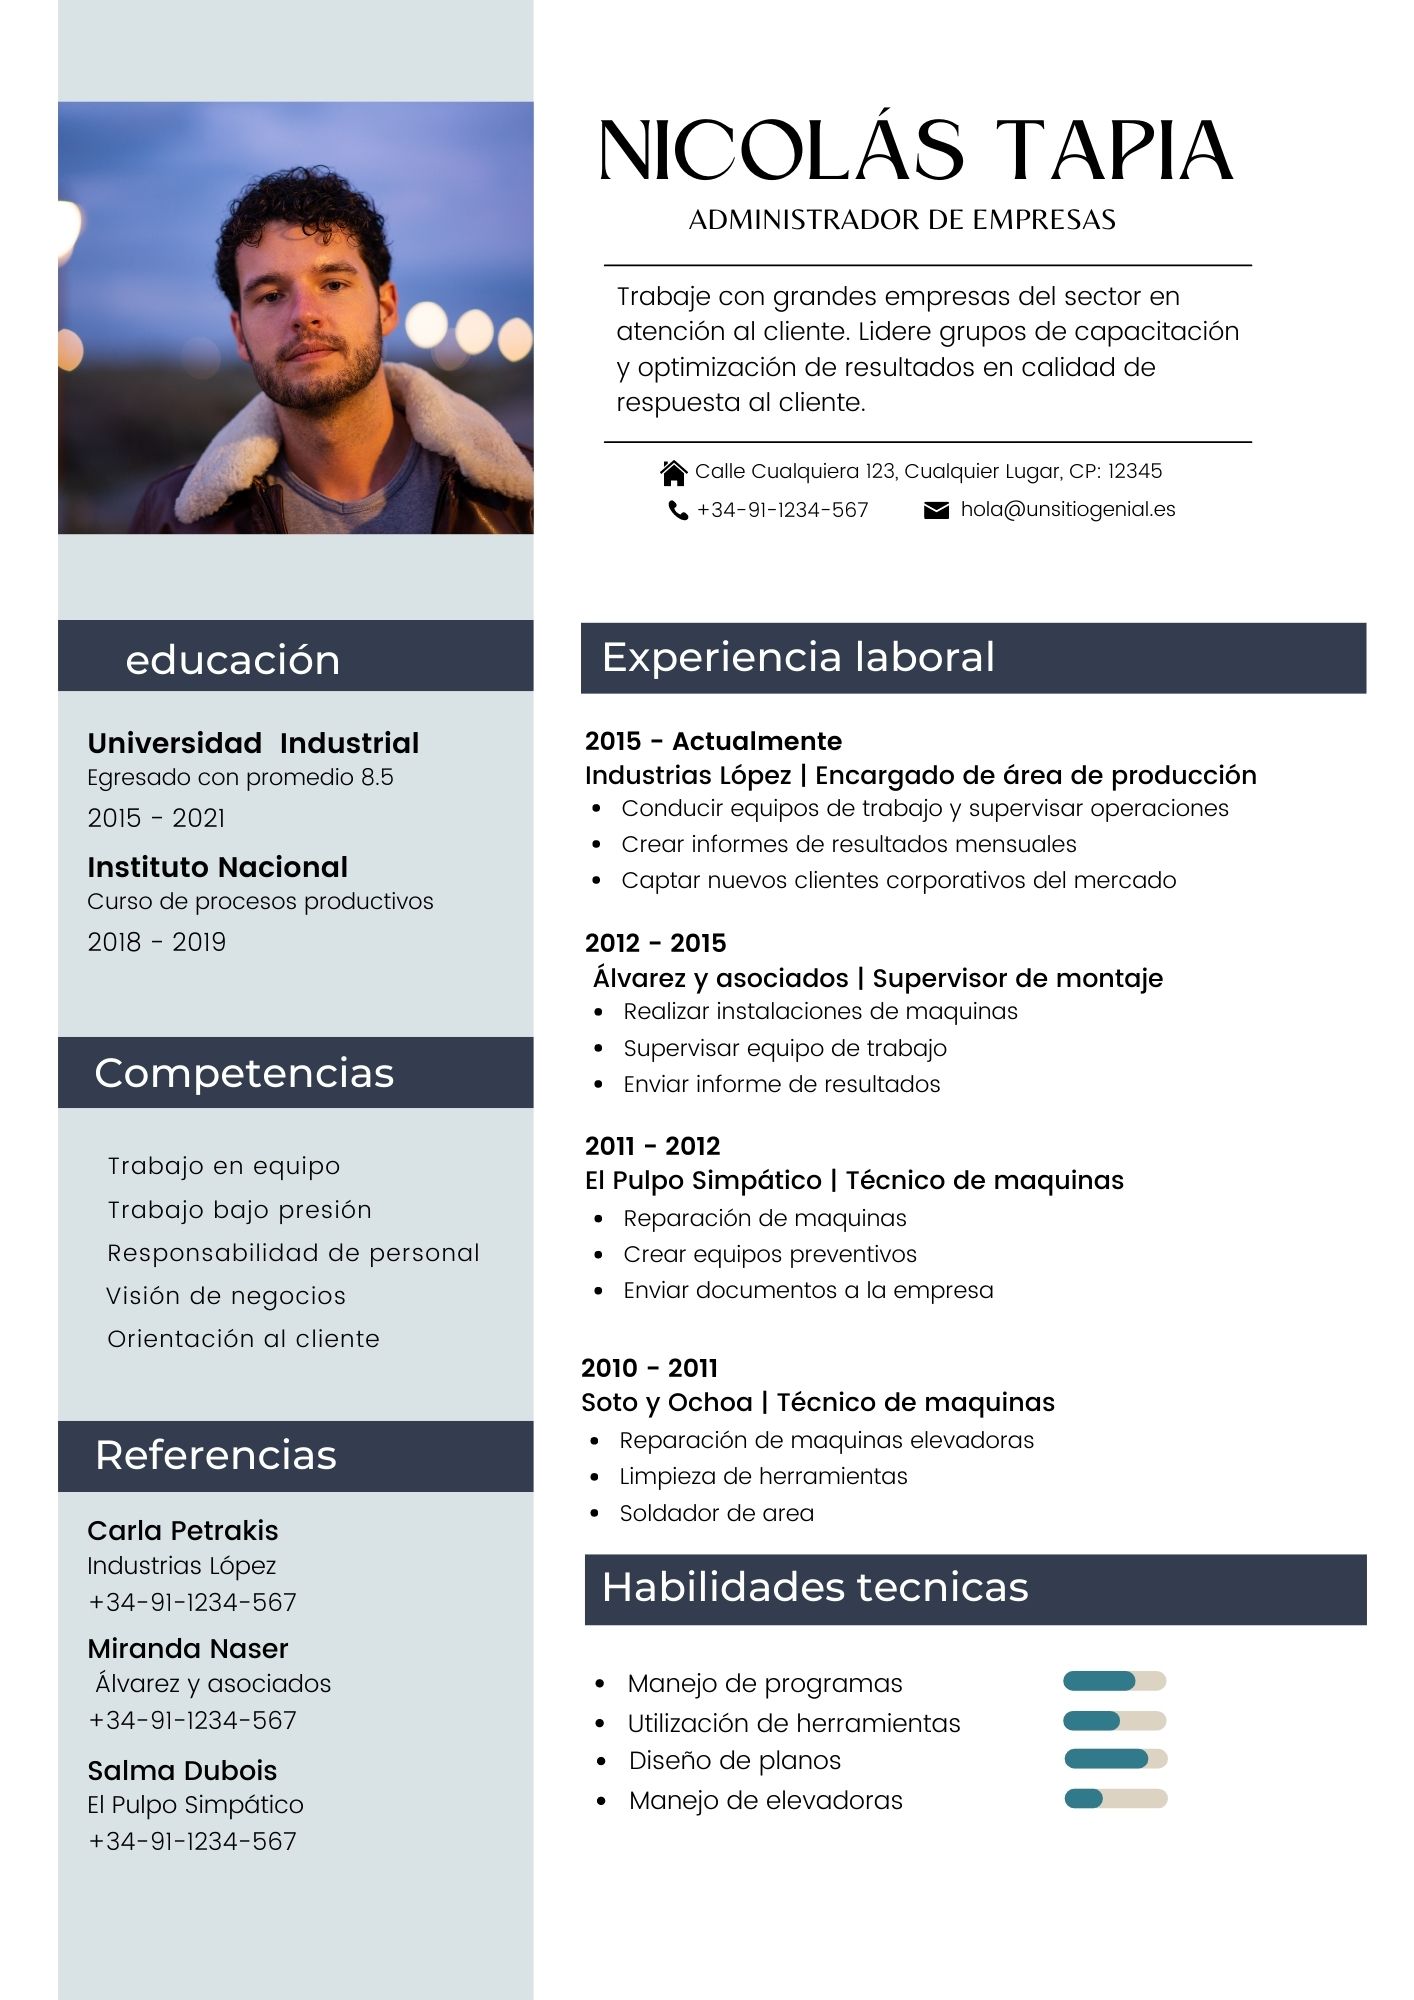 NICOLÁS TAPIA
ADMINISTRADOR DE EMPRESAS
Trabaje con grandes empresas del sector en
atención al cliente. Lidere grupos de capacitación
y optimización de resultados en calidad de
respuesta al cliente.
Calle Cualquiera 123, Cualquier Lugar, CP: 12345
+34-91-1234-567 hola@unsitiogenial.es
educación
Universidad Industrial
Egresado con promedio 8.5
2015 - 2021
Instituto Nacional
Curso de procesos productivos
2018 - 2019
Competencias
Trabajo en equipo
Trabajo bajo presión
Responsabilidad de personal
Visión de negocios
Orientación al cliente
Referencias
Carla Petrakis
Industrias López
+34-91-1234-567
Miranda Naser
Álvarez y asociados
+34-91-1234-567
Salma Dubois
El Pulpo Simpático
+34-91-1234-567
Experiencia laboral
2015 - Actualmente
Industrias López | Encargado de área de producción
• Conducir equipos de trabajo y supervisar operaciones
• Crear informes de resultados mensuales
• Captar nuevos clientes corporativos del mercado
2012 - 2015
Álvarez y asociados | Supervisor de montaje
• Realizar instalaciones de maquinas
• Supervisar equipo de trabajo
• Enviar informe de resultados
2011 - 2012
El Pulpo Simpático | Técnico de maquinas
• Reparación de maquinas
• Crear equipos preventivos
• Enviar documentos a la empresa
2010 - 2011
Soto y Ochoa | Técnico de maquinas
• Reparación de maquinas elevadoras
• Limpieza de herramientas
• Soldador de area
Habilidades tecnicas
• Manejo de programas
• Utilización de herramientas
• Diseño de planos
• Manejo de elevadoras